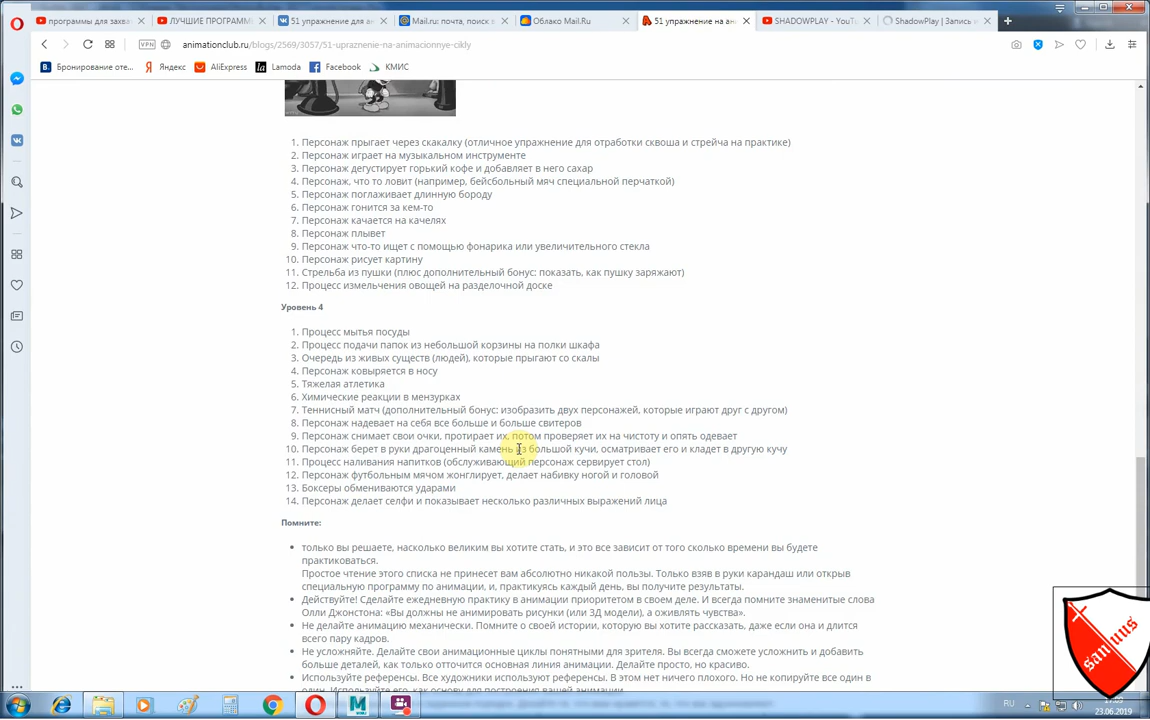 программы для захва
ЛУЧШИЕ ПРОГРАММ
51 упражнение для ан
Mail.ru: почта, поиск в
Облако Mail.Ru
51 упражнение на ани
SHADOWPLAY - YouTu
ShadowPlay | Запись и
VPN
animationclub.ru/blogs/2569/3057/51-upraznenie-na-animacionnye-cikly
Бронирование оте...
Яндекс
AliExpress
la Lamoda
Facebook
КМИС
1. Персонаж прыгает через скакалку (отличное упражнение для отработки сквоша и стрейча на практике)
2. Персонаж играет на музыкальном инструменте
3. Персонаж дегустирует горький кофе и добавляет в него сахар
4. Персонаж, что то ловит (например, бейсбольный мяч специальной перчаткой)
5. Персонаж поглаживает длинную бороду
6. Персонаж гонится за кем-то
7. Персонаж качается на качелях
8. Персонаж плывет
9. Персонаж что-то ищет с помощью фонарика или увеличительного стекла
10. Персонаж рисует картину
11. Стрельба из пушки (плюс дополнительный бонус: показать, как пушку заряжают)
12. Процесс измельчения овощей на разделочной доске
Уровень 4
1. Процесс мытья посуды
2. Процесс подачи папок из небольшой корзины на полки шкафа
3. Очередь из живых существ (людей), которые прыгают со скалы
4. Персонаж ковыряется в носу
5. Тяжелая атлетика
6. Химические реакции в мензурках
7. Теннисный матч (дополнительный бонус: изобразить двух персонажей, которые играют друг с другом)
8. Персонаж надевает на себя все больше и больше свитеров
9. Персонаж снимает свои очки, протирает их, потом проверяет их на чистоту и опять одевает
10. Персонаж берет в руки драгоценный камень из большой кучи, осматривает его и кладет в другую кучу
11. Процесс наливания напитков (обслуживающий персонаж сервирует стол)
12. Персонаж футбольным мячом жонглирует, делает набивку ногой и головой
13. Боксеры обмениваются ударами
14. Персонаж делает селфи и показывает несколько различных выражений лица
Помните:
только вы решаете, насколько великим вы хотите стать, и это все зависит от того сколько времени вы будете
практиковаться.
Простое чтение этого списка не принесет вам абсолютно никакой пользы. Только взяв в руки карандаш или открыв
специальную программу по анимации, и, практикуясь каждый день, вы получите результаты.
Действуйте! Сделайте ежедневную практику в анимации приоритетом в своем деле. И всегда помните знаменитые слова
Олли Джонстона: «Вы должны не анимировать рисунки (или 3Д модели), а оживлять чувства».
Не делайте анимацию механически. Помните о своей истории, которую вы хотите рассказать, даже если она и длится
всего пару кадров.
Не усложняйте. Делайте свои анимационные циклы понятными для зрителя. Вы всегда сможете усложнить и добавить
больше деталей, как только отточится основная линия анимации. Делайте просто, но красиво.
Используйте референсы. Все художники используют референсы. В этом нет ничего плохого. Но не копируйте все один в
один. Используйте его, как основу для построения вашей анимации.
sanuus
RU
23.06.2019